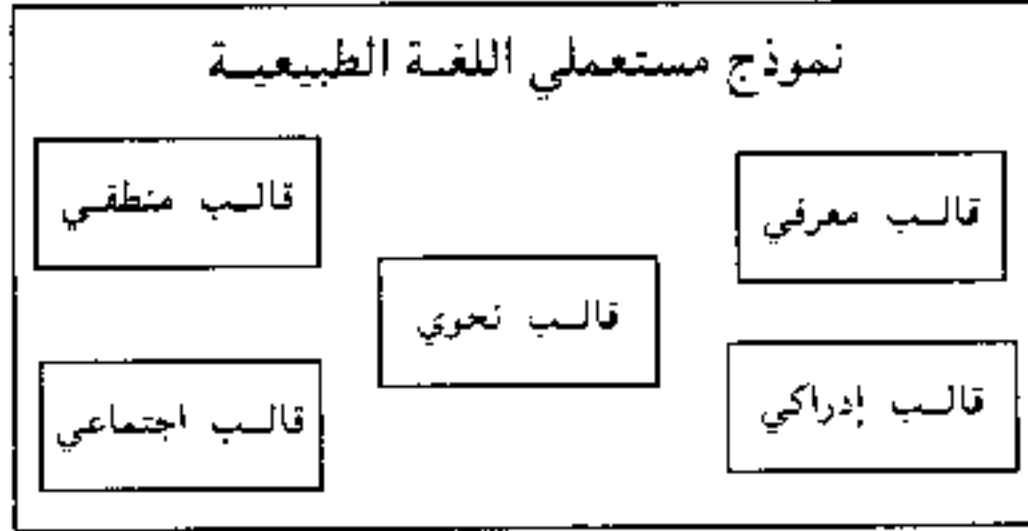 نموذج مستعملي اللغة الطبيعية
قالب معرفي
قالب منطقي
قالب نحوي
قالب إدراكي
قالب اجتماعي